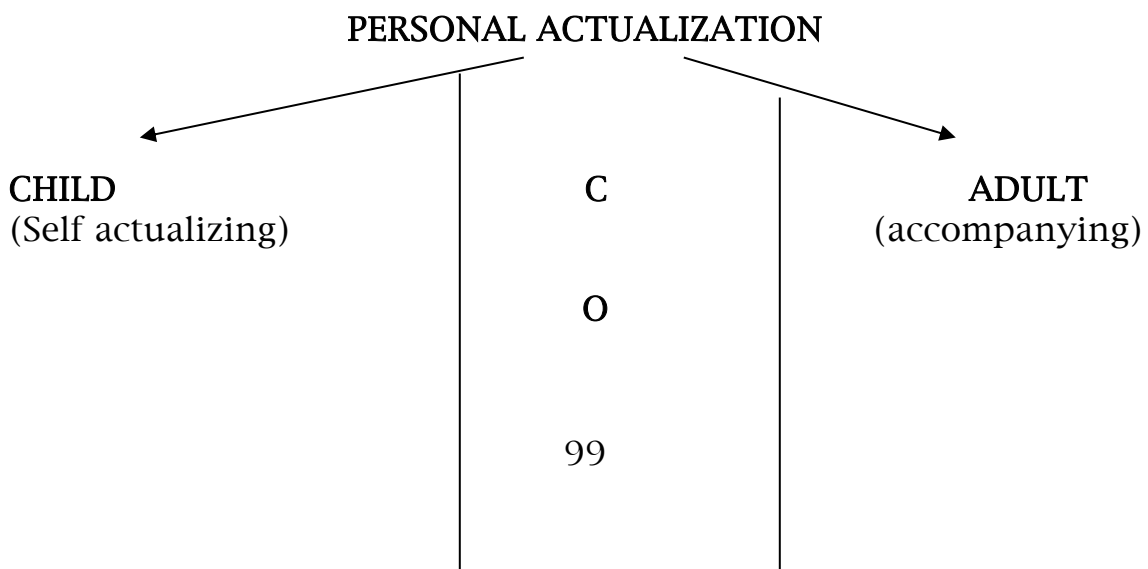 PERSONAL ACTUALIZATION
CHILD C ADULT
(Self actualizing) (accompanying)
O
99